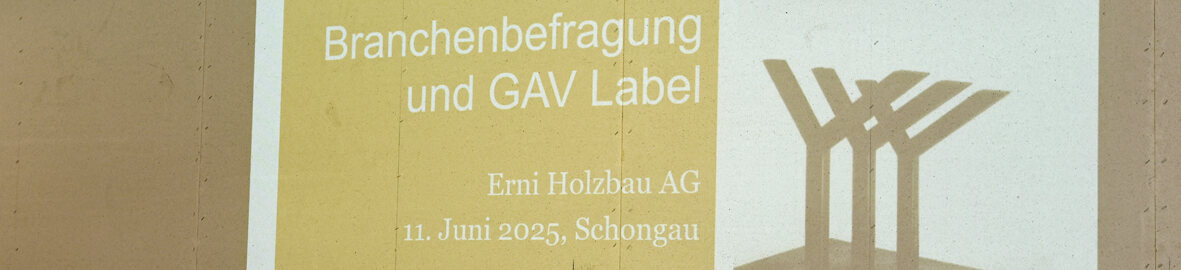 Branchenbefragung
und GAV Label
Erni Holzbau AG
11. Juni 2025, Schongau